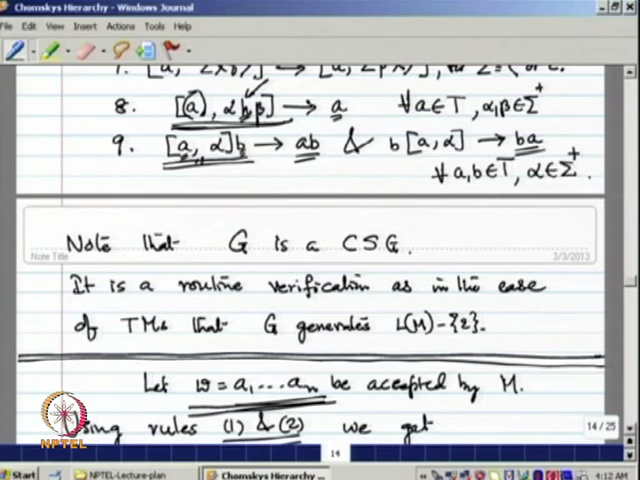 Chomskys Hierarchy - Windows Journal
File Edit View Insert Actions Tools Help
8. [a, αhβ] → a ∀a∈T, α,β∈Σ⁺
9. [a, α]b → ab & b[a,α] → ba
∀a,b∈T, α∈Σ⁺.
Note that G is a CSG.
Note Title
3/3/2013
It is a routine verification as in the case
of TMs that G generates L(M)-{ε}.
Let w = a₁...aₙ be accepted by M.
using rules (1) & (2) we get
NPTEL
14 / 25
14
Start
NPTEL-Lecture-plan
Chomskys Hierarchy - ...
4:12 AM